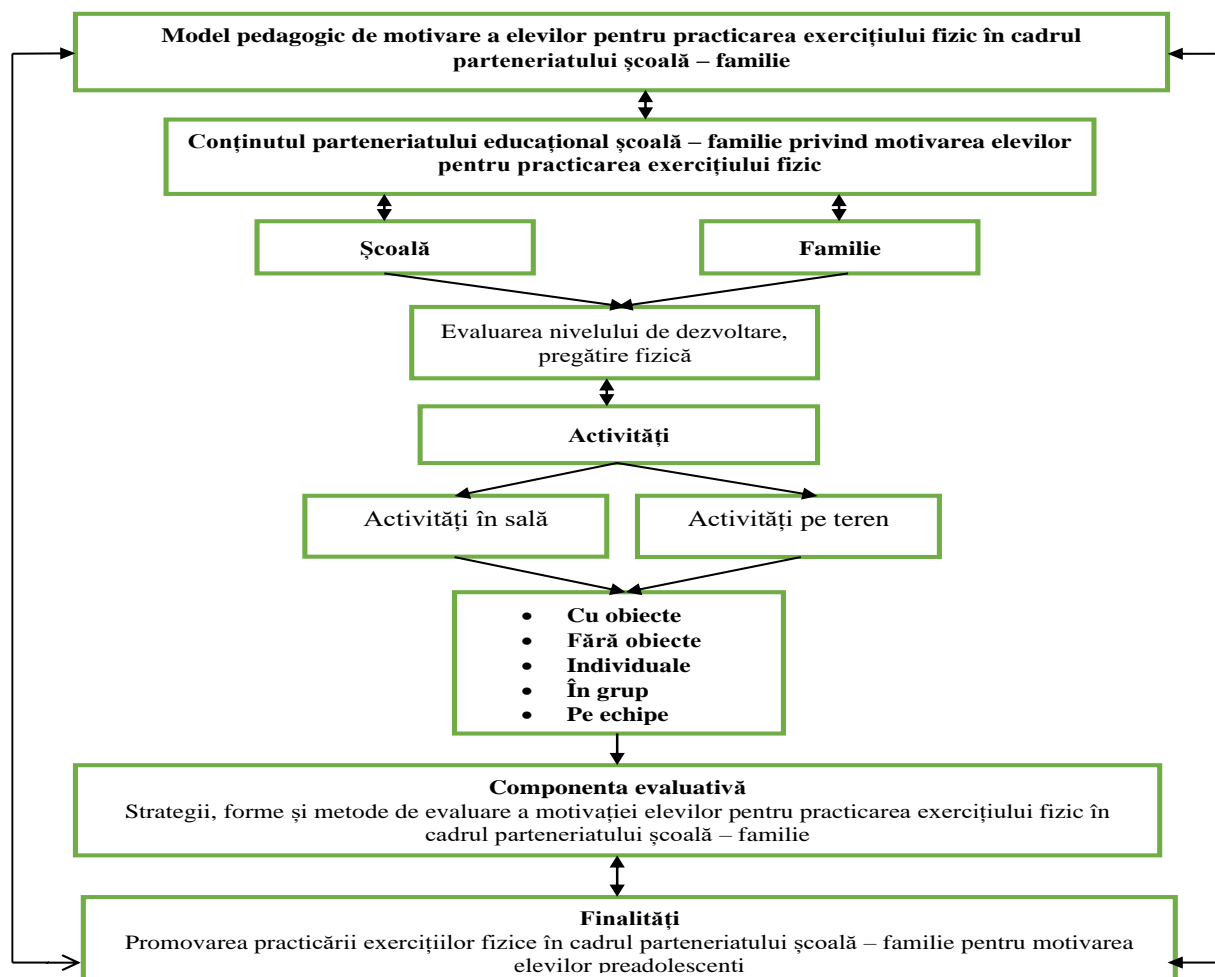 Model pedagogic de motivare a elevilor pentru practicarea exercițiului fizic în cadrul
parteneriatului școală – familie
Conținutul parteneriatului educațional școală – familie privind motivarea elevilor
pentru practicarea exercițiului fizic
Școală
Familie
Evaluarea nivelului de dezvoltare,
pregătire fizică
Activități
Activități în sală
Activități pe teren
• Cu obiecte
• Fără obiecte
• Individuale
• În grup
• Pe echipe
Componenta evaluativă
Strategii, forme și metode de evaluare a motivației elevilor pentru practicarea exercițiului fizic în
cadrul parteneriatului școală – familie
Finalități
Promovarea practicării exercițiilor fizice în cadrul parteneriatului școală – familie pentru motivarea
elevilor preadolescenti